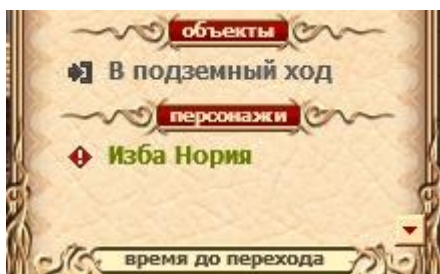 объекты
В подземный ход
персонажи
Изба Нория
время до перехода